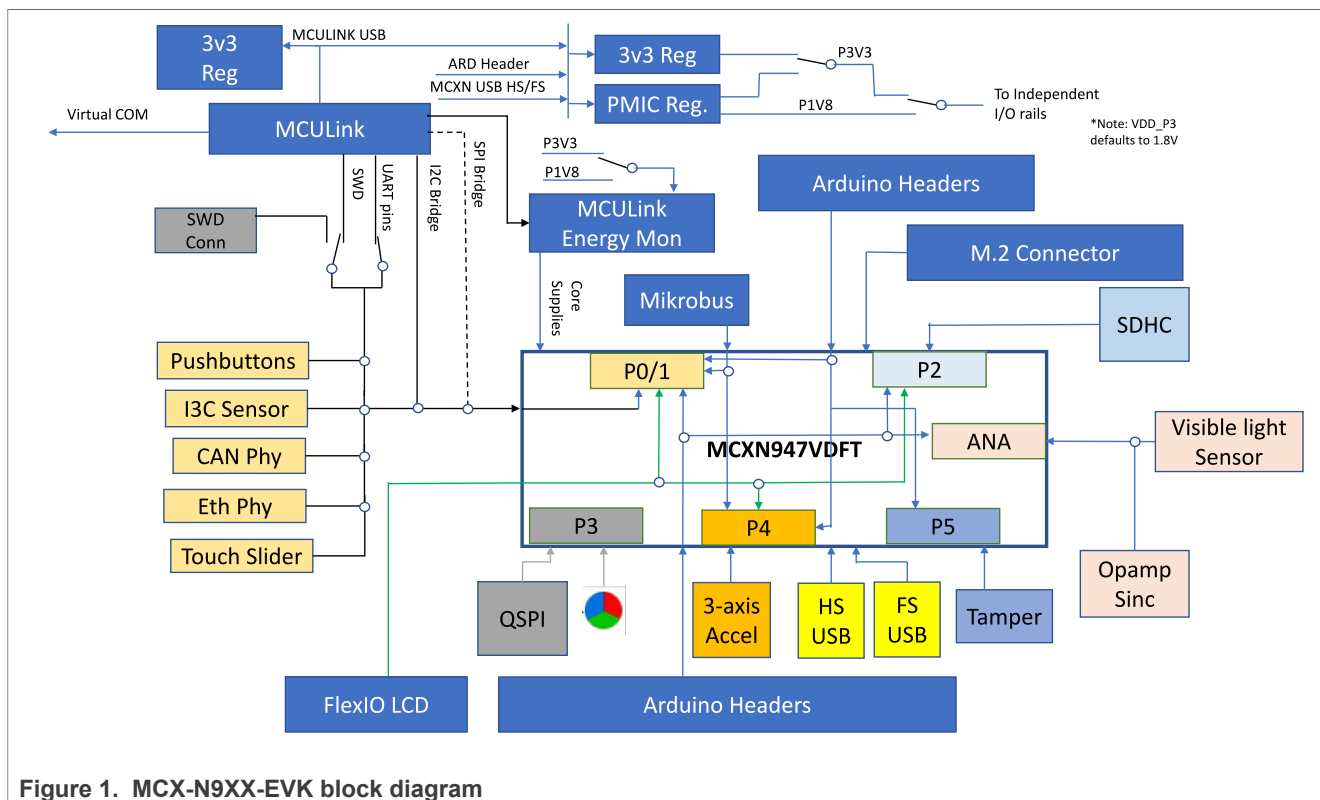 3v3
Reg
MCULINK USB
3v3 Reg
P3V3
ARD Header
MCXN USB HS/FS
PMIC Reg.
P1V8
To Independent
I/O rails
*Note: VDD_P3
defaults to 1.8V
Virtual COM
MCULink
SWD
UART pins
I2C Bridge
SPI Bridge
P3V3
P1V8
MCULink
Energy Mon
Arduino Headers
SWD
Conn
M.2 Connector
Core
Supplies
Mikrobus
SDHC
Pushbuttons
P0/1
P2
I3C Sensor
CAN Phy
MCXN947VDFT
ANA
Visible light
Sensor
Eth Phy
P3
P4
P5
Touch Slider
QSPI
3-axis
Accel
HS
USB
FS
USB
Tamper
Opamp
Sinc
FlexIO LCD
Arduino Headers
Figure 1. MCX-N9XX-EVK block diagram